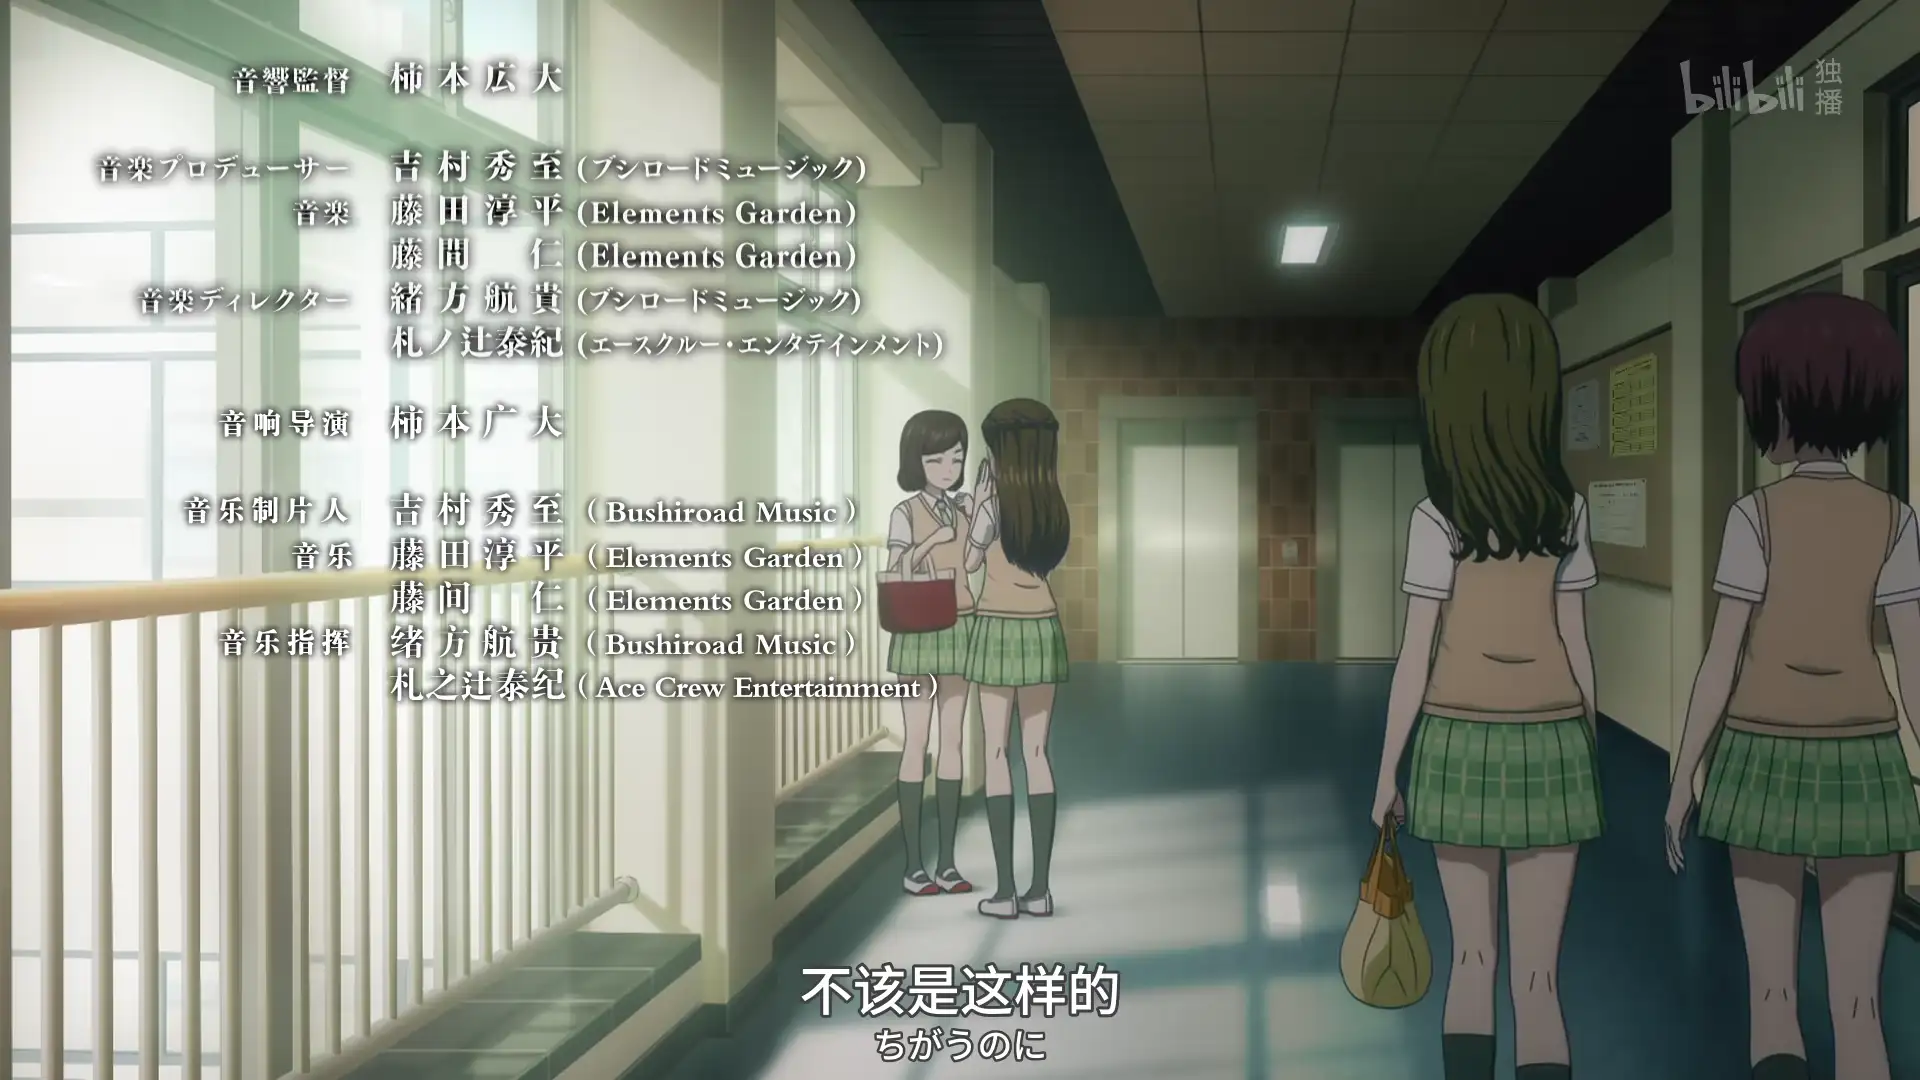 音響監督 柿本広大
音楽プロデューサー 吉村秀至(ブシロードミュージック)
音楽 藤田淳平(Elements Garden)
藤間 仁(Elements Garden)
音楽ディレクター 緒方航貴(ブシロードミュージック)
札ノ辻泰紀(エースクルー・エンタテインメント)
音响导演 柿本广大
音乐制片人 吉村秀至(Bushiroad Music)
音乐 藤田淳平(Elements Garden)
藤间 仁(Elements Garden)
音乐指挥 绪方航贵(Bushiroad Music)
札之辻泰纪(Ace Crew Entertainment)
bilibili 独播
不该是这样的
ちがうのに